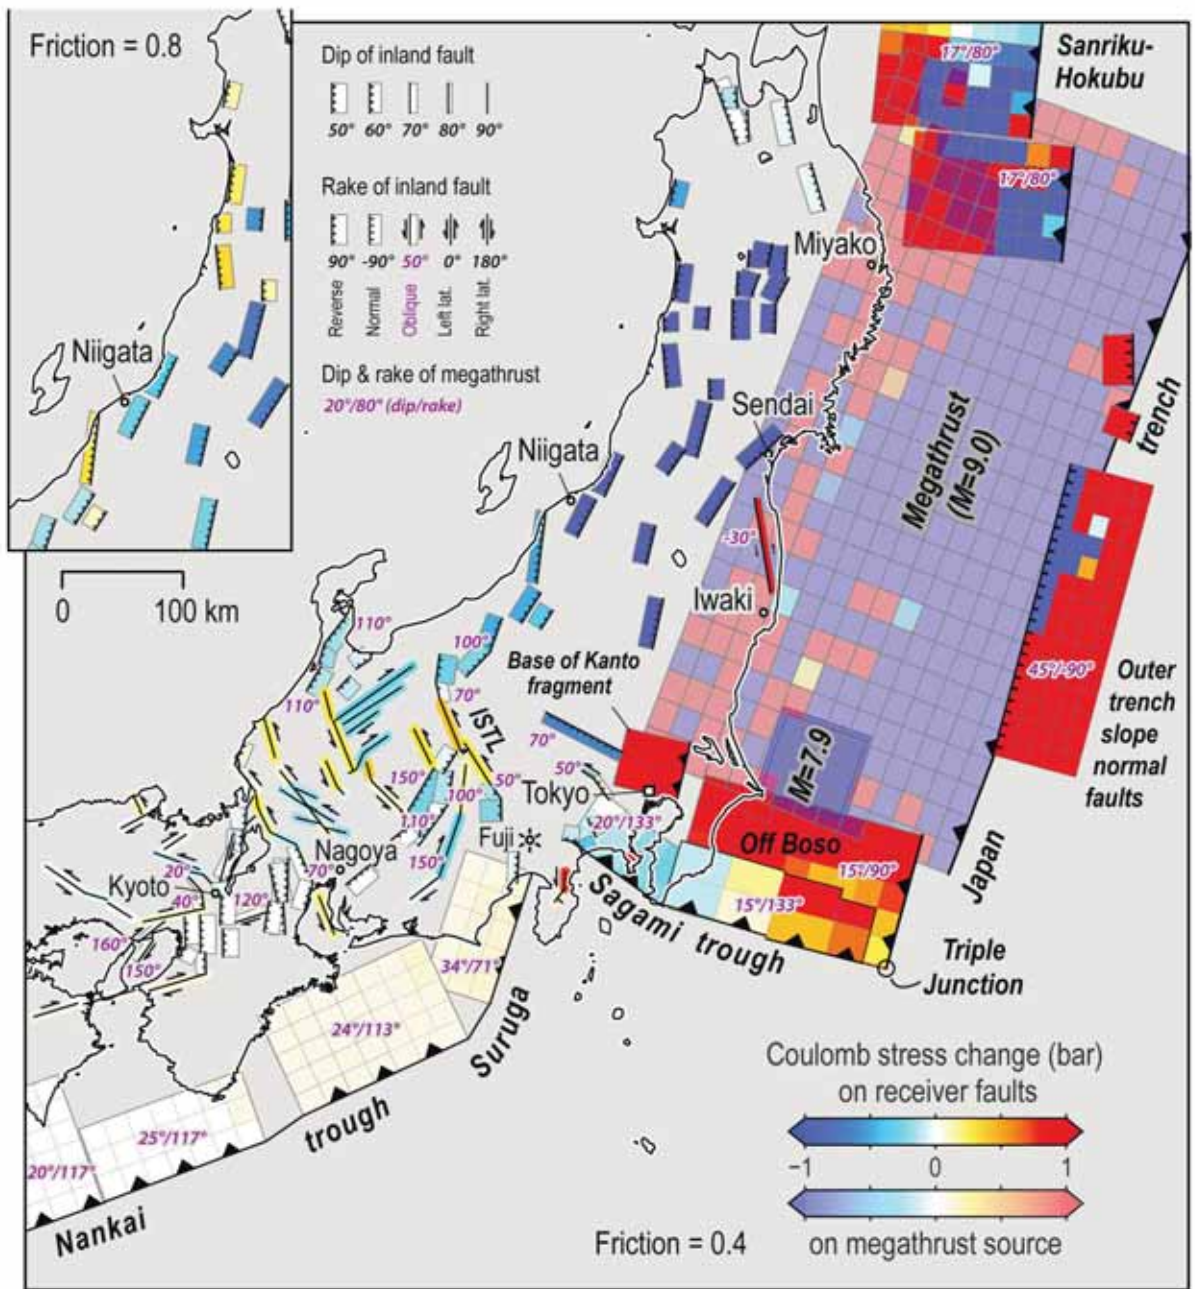 Friction = 0.8
Niigata
Dip of inland fault
50° 60° 70° 80° 90°
Rake of inland fault
90° -90° 50° 0° 180°
Reverse
Normal
Oblique
Left lat.
Right lat.
Dip & rake of megathrust
20°/80° (dip/rake)
0 100 km
Sanriku-
Hokubu
17°/80°
17°/80°
Miyako
Sendai
Niigata
Megathrust
(M=9.0)
trench
-30°
Iwaki
Base of Kanto
fragment
45°/-90°
Outer
trench
slope
normal
faults
M=7.9
Japan
110°
100°
110°
70°
ISTL
70°
50°
150°
100°
50°
110°
Tokyo
20°/133°
Fuji
Off Boso
15°/90°
15°/133°
Nagoya
150°
-70°
20°
Kyoto
40°
120°
160°
150°
Sagami trough
Triple
Junction
34°/71°
24°/113°
Suruga
25°/117°
20°/117°
trough
Nankai
Coulomb stress change (bar)
on receiver faults
−1 0 1
on megathrust source
Friction = 0.4